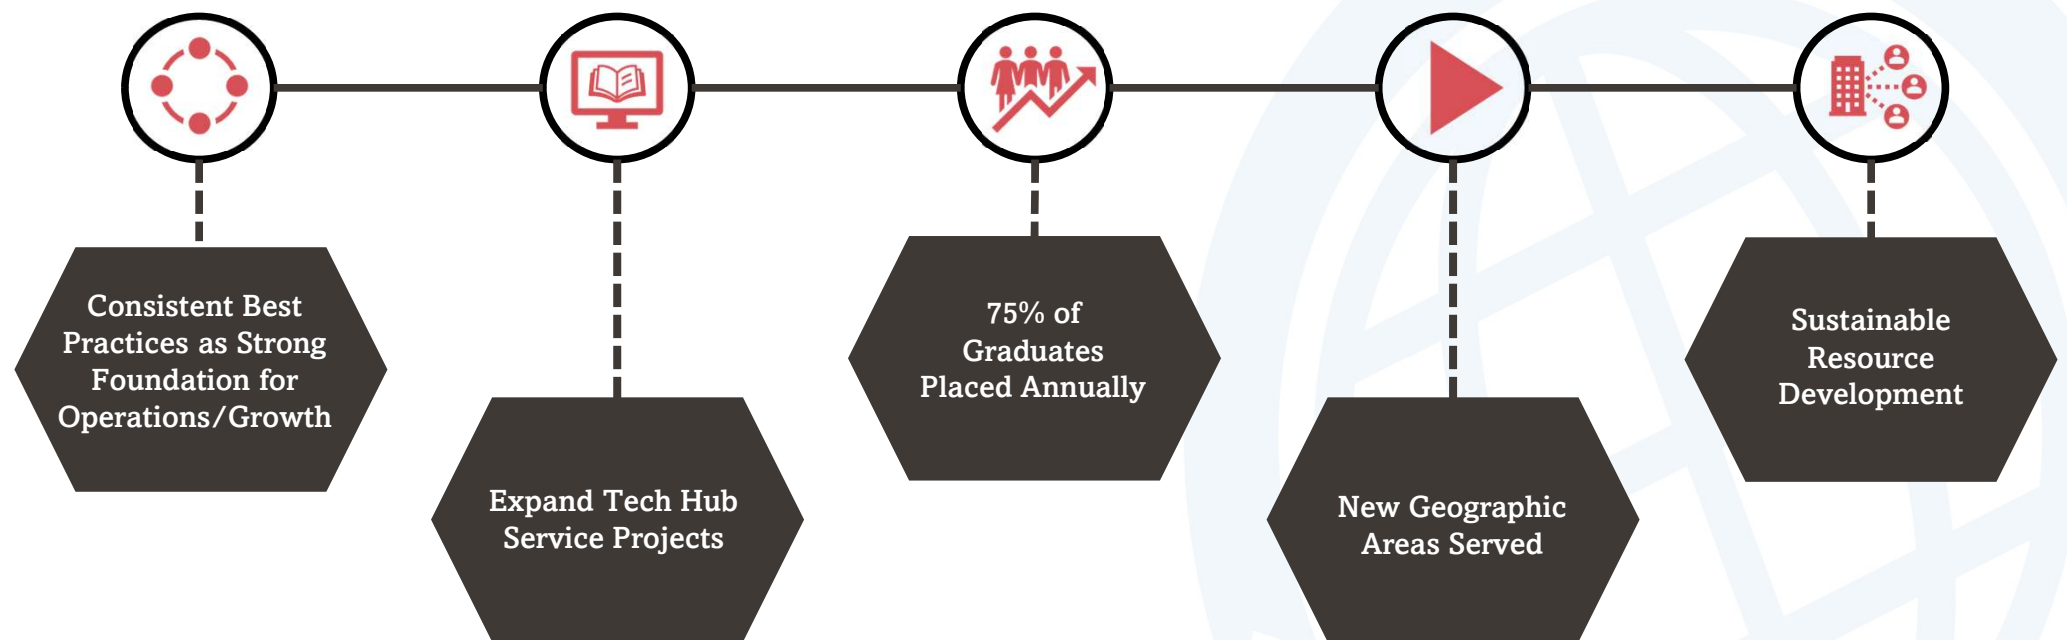 Consistent Best
Practices as Strong
Foundation for
Operations/Growth
Expand Tech Hub
Service Projects
75% of
Graduates
Placed Annually
New Geographic
Areas Served
Sustainable
Resource
Development